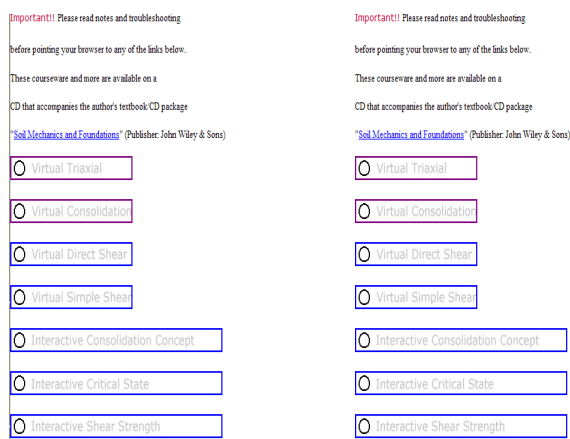 Important!! Please read notes and troubleshooting
before pointing your browser to any of the links below.
These courseware and more are available on a
CD that accompanies the author's textbook/CD package
"Soil Mechanics and Foundations" (Publisher: John Wiley & Sons)
Virtual Triaxial
Virtual Consolidation
Virtual Direct Shear
Virtual Simple Shear
Interactive Consolidation Concept
Interactive Critical State
Interactive Shear Strength
Important!! Please read notes and troubleshooting
before pointing your browser to any of the links below.
These courseware and more are available on a
CD that accompanies the author's textbook/CD package
"Soil Mechanics and Foundations" (Publisher: John Wiley & Sons)
Virtual Triaxial
Virtual Consolidation
Virtual Direct Shear
Virtual Simple Shear
Interactive Consolidation Concept
Interactive Critical State
Interactive Shear Strength